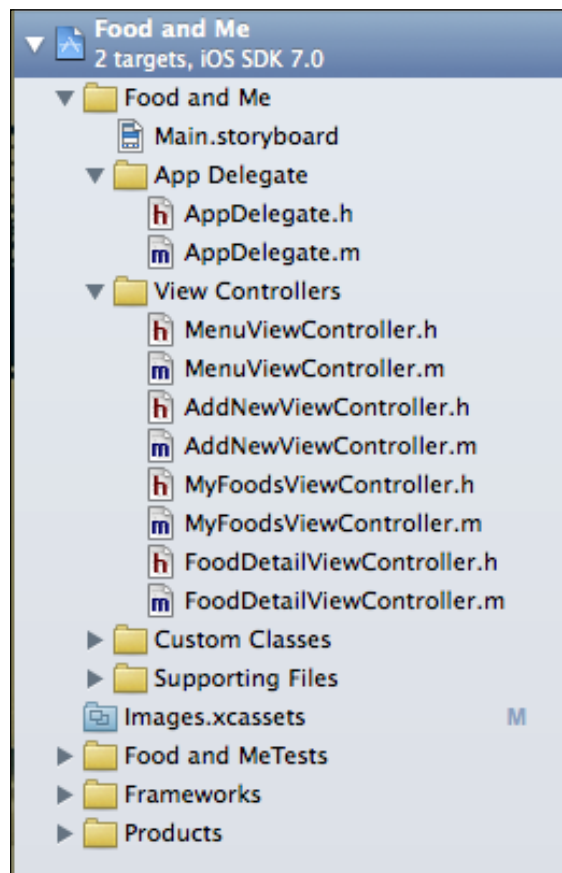 Food and Me
2 targets, iOS SDK 7.0
Food and Me
Main.storyboard
App Delegate
h AppDelegate.h
m AppDelegate.m
View Controllers
h MenuViewController.h
m MenuViewController.m
h AddNewViewController.h
m AddNewViewController.m
h MyFoodsViewController.h
m MyFoodsViewController.m
h FoodDetailViewController.h
m FoodDetailViewController.m
Custom Classes
Supporting Files
Images.xcassets M
Food and MeTests
Frameworks
Products